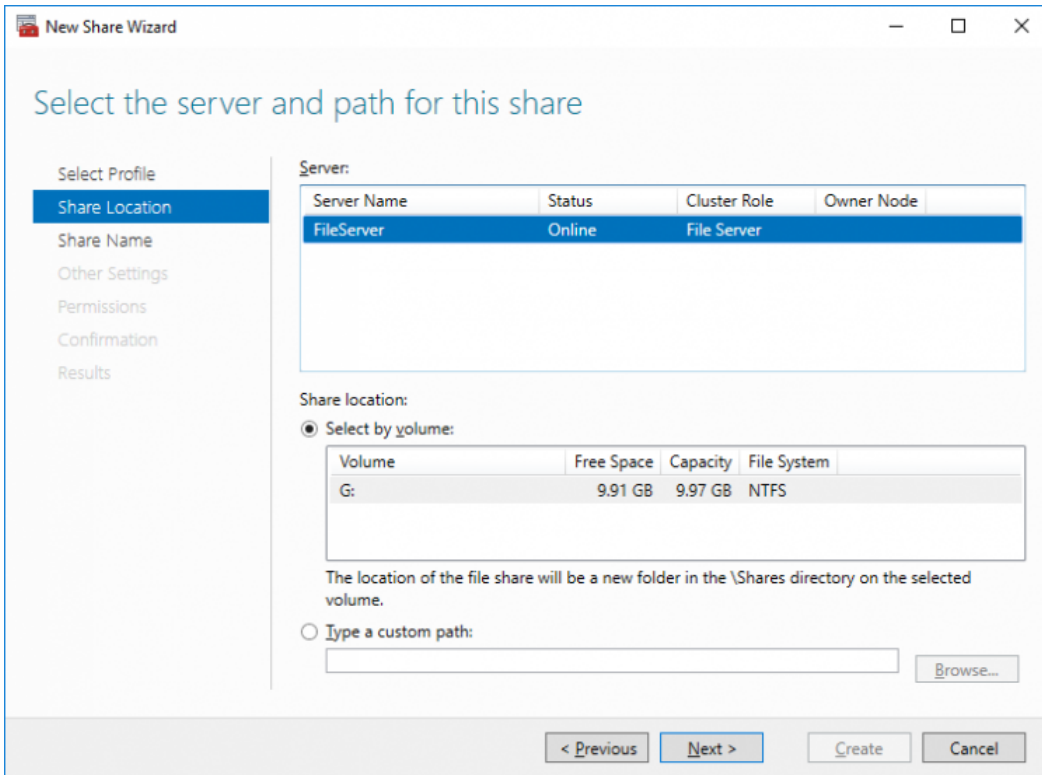 New Share Wizard
Select the server and path for this share
Select Profile
Share Location
Share Name
Other Settings
Permissions
Confirmation
Results
Server:
Server Name Status Cluster Role Owner Node
FileServer Online File Server
Share location:
Select by volume:
Volume Free Space Capacity File System
G: 9.91 GB 9.97 GB NTFS
The location of the file share will be a new folder in the \Shares directory on the selected
volume.
Type a custom path:
Browse...
< Previous Next > Create Cancel